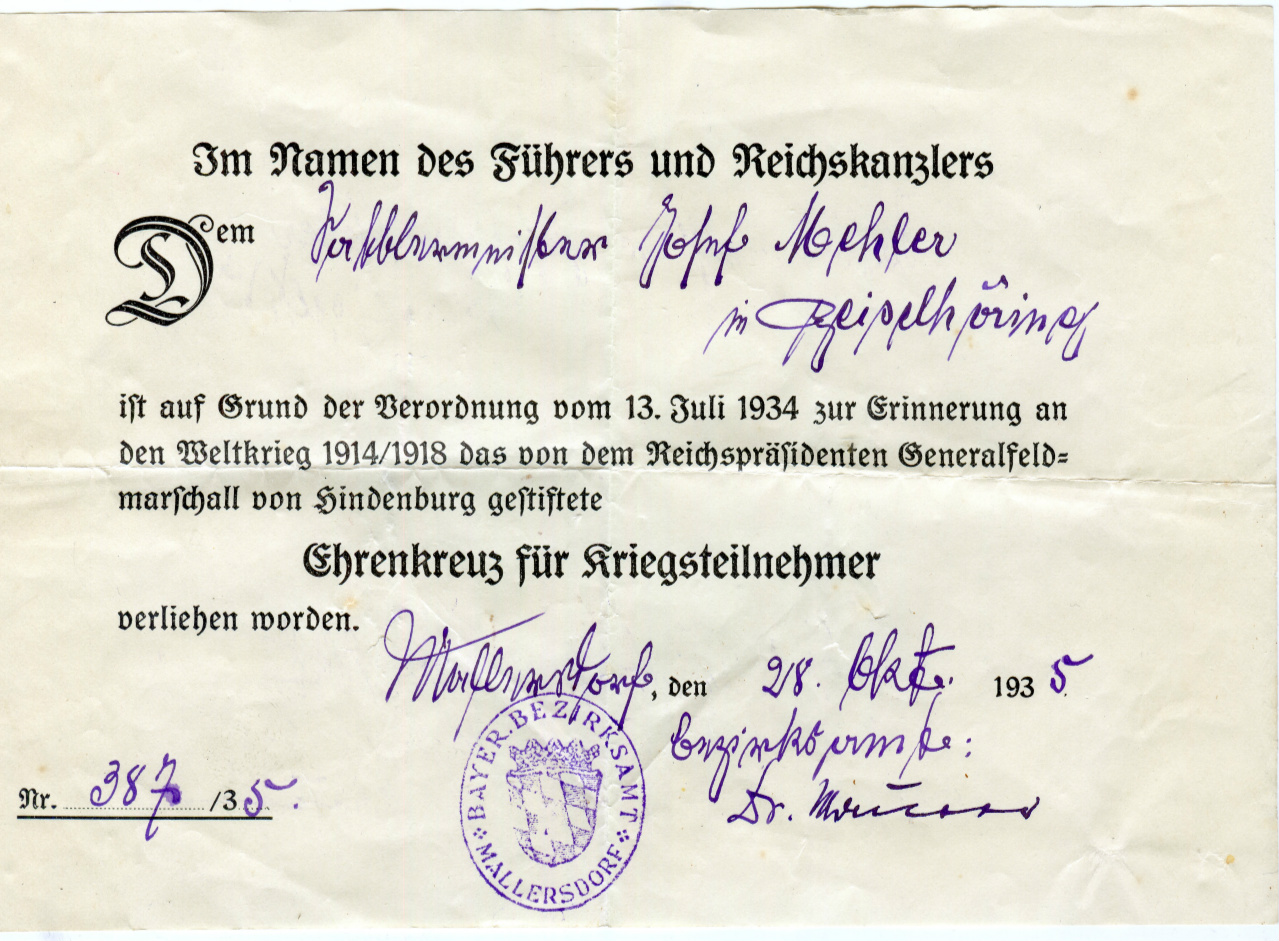 Im Namen des Führers und Reichskanzlers
Dem Sattlermeister Josef Mehler
in Geiselhöring
ist auf Grund der Verordnung vom 13. Juli 1934 zur Erinnerung an
den Weltkrieg 1914/1918 das von dem Reichspräsidenten Generalfeld-
marschall von Hindenburg gestiftete
Ehrenkreuz für Kriegsteilnehmer
verliehen worden.
Mallersdorf, den 28. Okt. 1935
Bezirksamt:
Dr.
Nr. 387/35.
BAYER. BEZIRKSAMT
MALLERSDORF